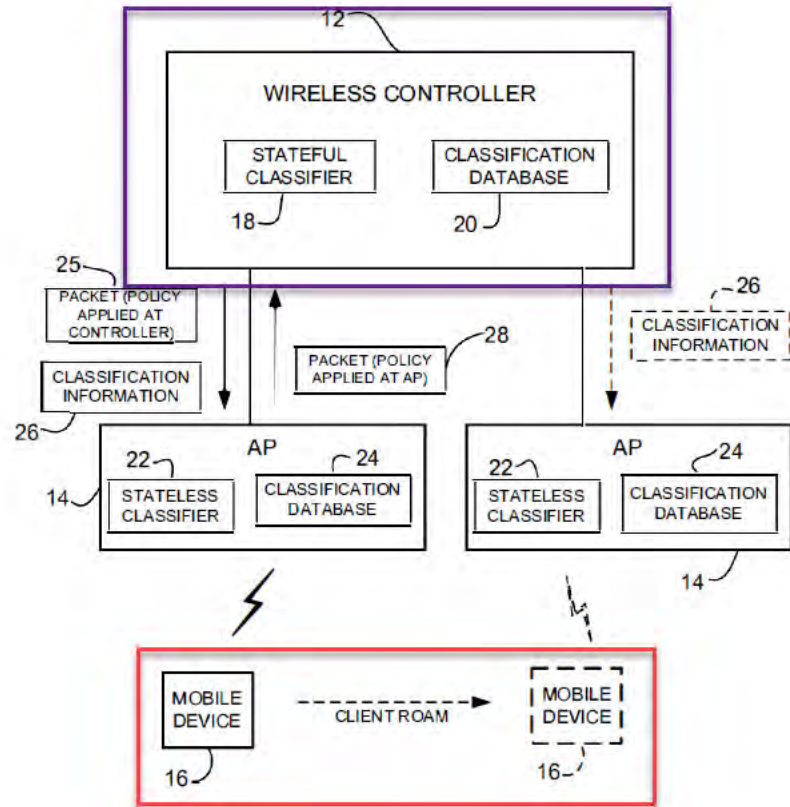 12
WIRELESS CONTROLLER
STATEFUL
CLASSIFIER
18
CLASSIFICATION
DATABASE
20
25
PACKET (POLICY
APPLIED AT
CONTROLLER)
CLASSIFICATION
INFORMATION
26
PACKET (POLICY
APPLIED AT AP)
28
26
CLASSIFICATION
INFORMATION
AP
22
24
14
STATELESS
CLASSIFIER
CLASSIFICATION
DATABASE
AP
22
24
STATELESS
CLASSIFIER
CLASSIFICATION
DATABASE
14
MOBILE
DEVICE
16
CLIENT ROAM
MOBILE
DEVICE
16